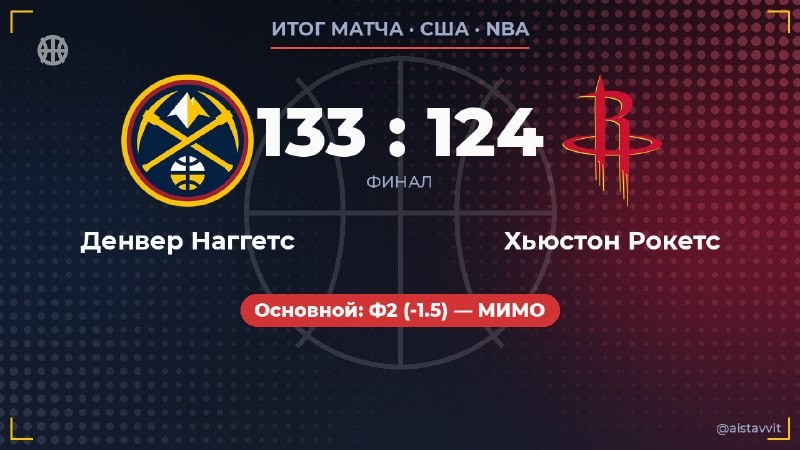 ИТОГ МАТЧА · США · NBA
133 : 124
ФИНАЛ
Денвер Наггетс
Хьюстон Рокетс
Основной: Ф2 (-1.5) — МИМО
@aistavvit